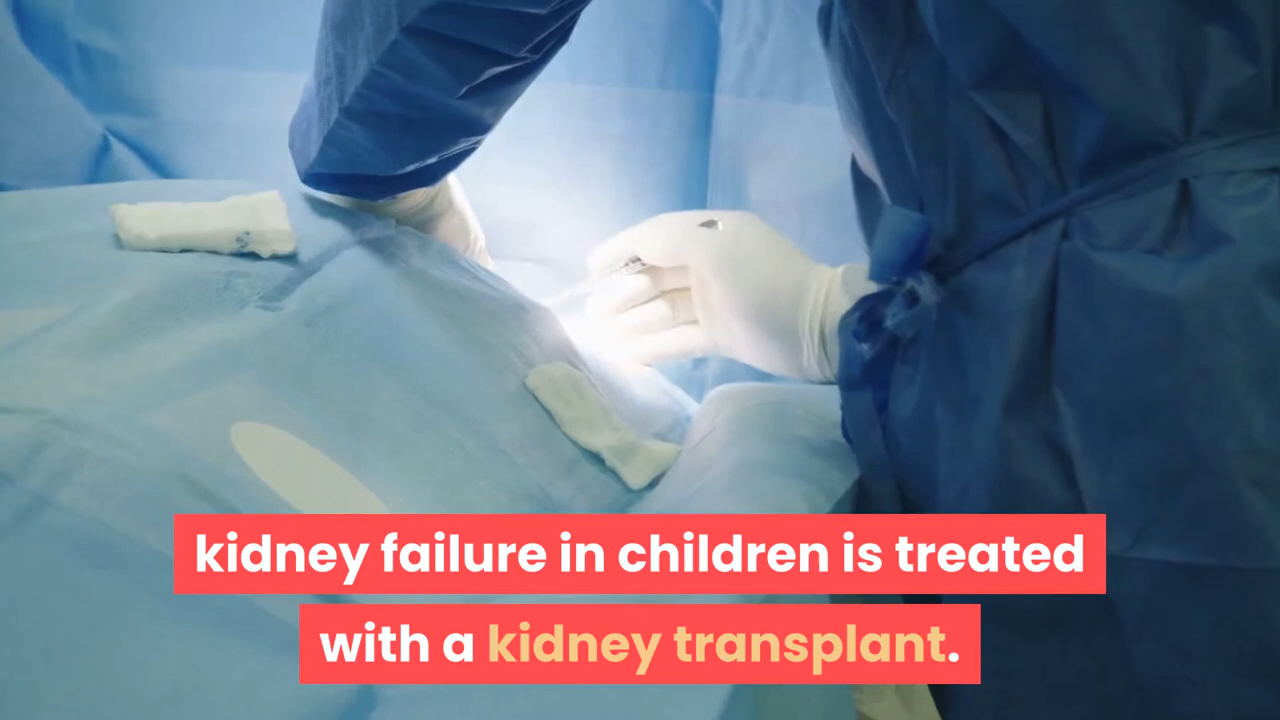 kidney failure in children is treated
with a kidney transplant.